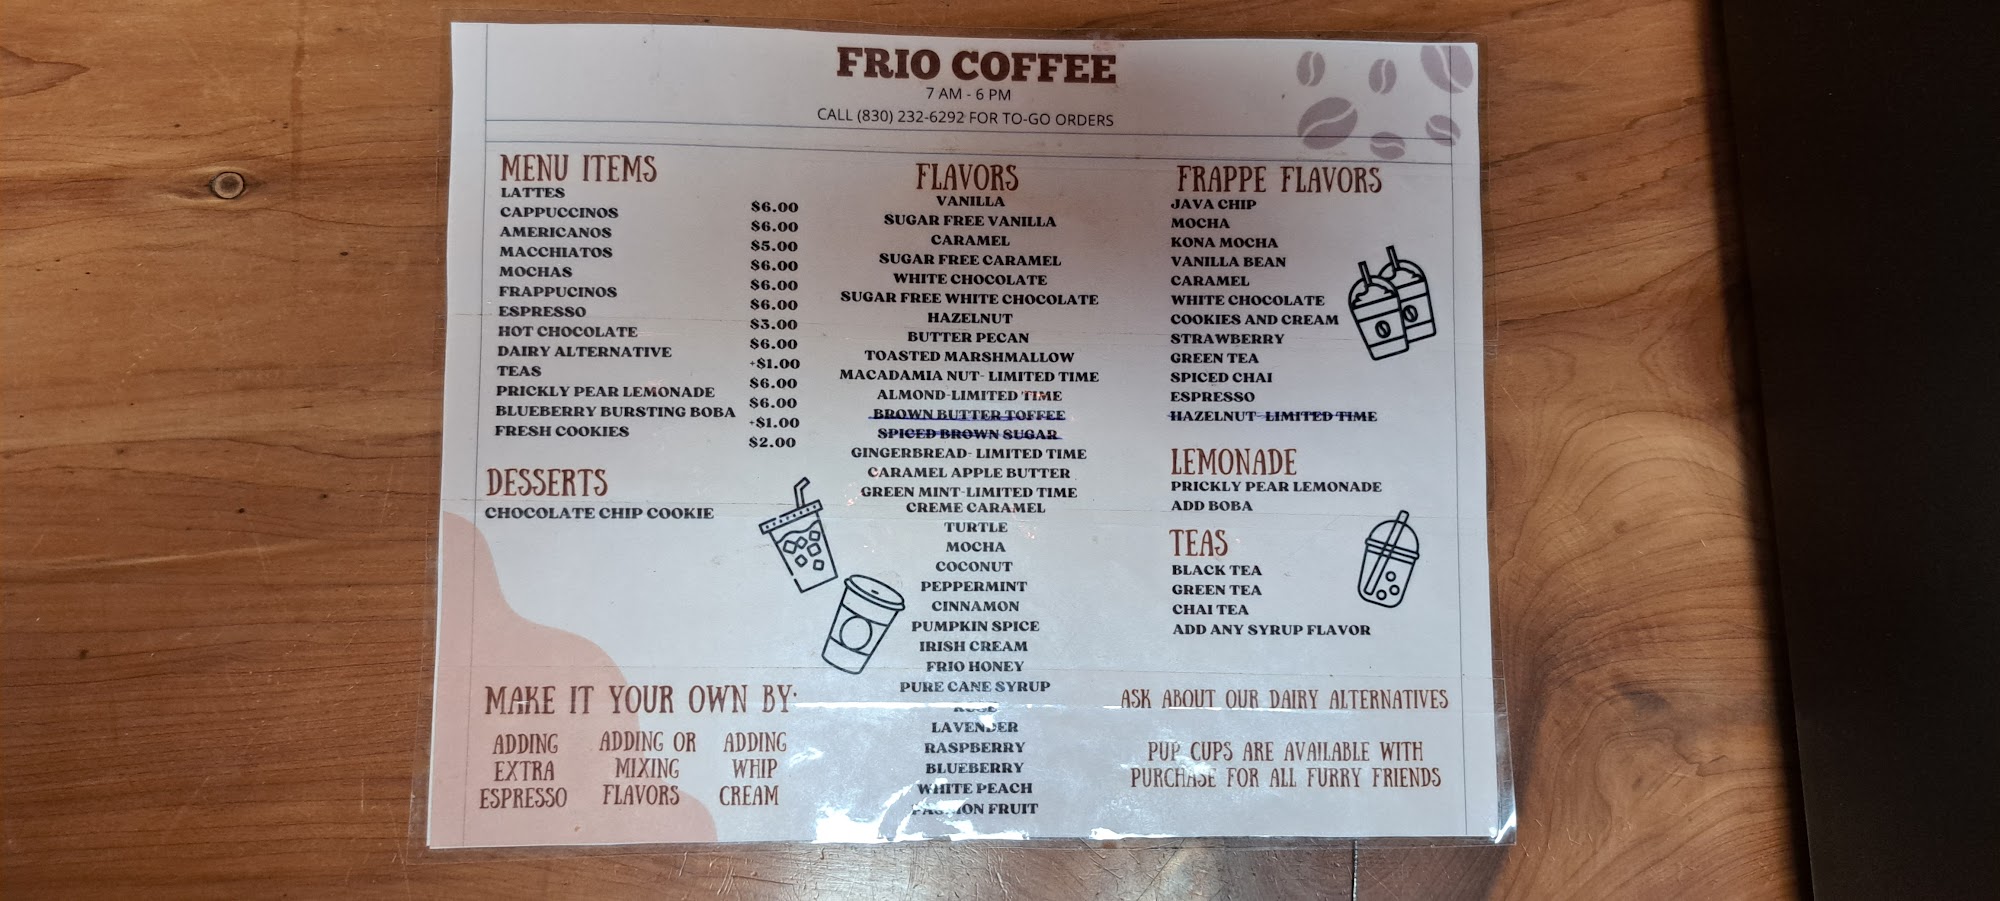 FRIO COFFEE
7 AM - 6 PM
CALL (830) 232-6292 FOR TO-GO ORDERS
MENU ITEMS
LATTES $6.00
CAPPUCCINOS $6.00
AMERICANOS $5.00
MACCHIATOS $6.00
MOCHAS $6.00
FRAPPUCINOS $6.00
ESPRESSO $3.00
HOT CHOCOLATE $6.00
DAIRY ALTERNATIVE +$1.00
TEAS $6.00
PRICKLY PEAR LEMONADE $6.00
BLUEBERRY BURSTING BOBA +$1.00
FRESH COOKIES $2.00
DESSERTS
CHOCOLATE CHIP COOKIE
MAKE IT YOUR OWN BY:
ADDING
EXTRA
ESPRESSO
ADDING OR
MIXING
FLAVORS
ADDING
WHIP
CREAM
FLAVORS
VANILLA
SUGAR FREE VANILLA
CARAMEL
SUGAR FREE CARAMEL
WHITE CHOCOLATE
SUGAR FREE WHITE CHOCOLATE
HAZELNUT
BUTTER PECAN
TOASTED MARSHMALLOW
MACADAMIA NUT- LIMITED TIME
ALMOND-LIMITED TIME
BROWN BUTTER TOFFEE
SPICED BROWN SUGAR
GINGERBREAD- LIMITED TIME
CARAMEL APPLE BUTTER
GREEN MINT-LIMITED TIME
CREME CARAMEL
TURTLE
MOCHA
COCONUT
PEPPERMINT
CINNAMON
PUMPKIN SPICE
IRISH CREAM
FRIO HONEY
PURE CANE SYRUP
ROSE
LAVENDER
RASPBERRY
BLUEBERRY
WHITE PEACH
PASSION FRUIT
FRAPPE FLAVORS
JAVA CHIP
MOCHA
KONA MOCHA
VANILLA BEAN
CARAMEL
WHITE CHOCOLATE
COOKIES AND CREAM
STRAWBERRY
GREEN TEA
SPICED CHAI
ESPRESSO
HAZELNUT-LIMITED TIME
LEMONADE
PRICKLY PEAR LEMONADE
ADD BOBA
TEAS
BLACK TEA
GREEN TEA
CHAI TEA
ADD ANY SYRUP FLAVOR
ASK ABOUT OUR DAIRY ALTERNATIVES
PUP CUPS ARE AVAILABLE WITH
PURCHASE FOR ALL FURRY FRIENDS